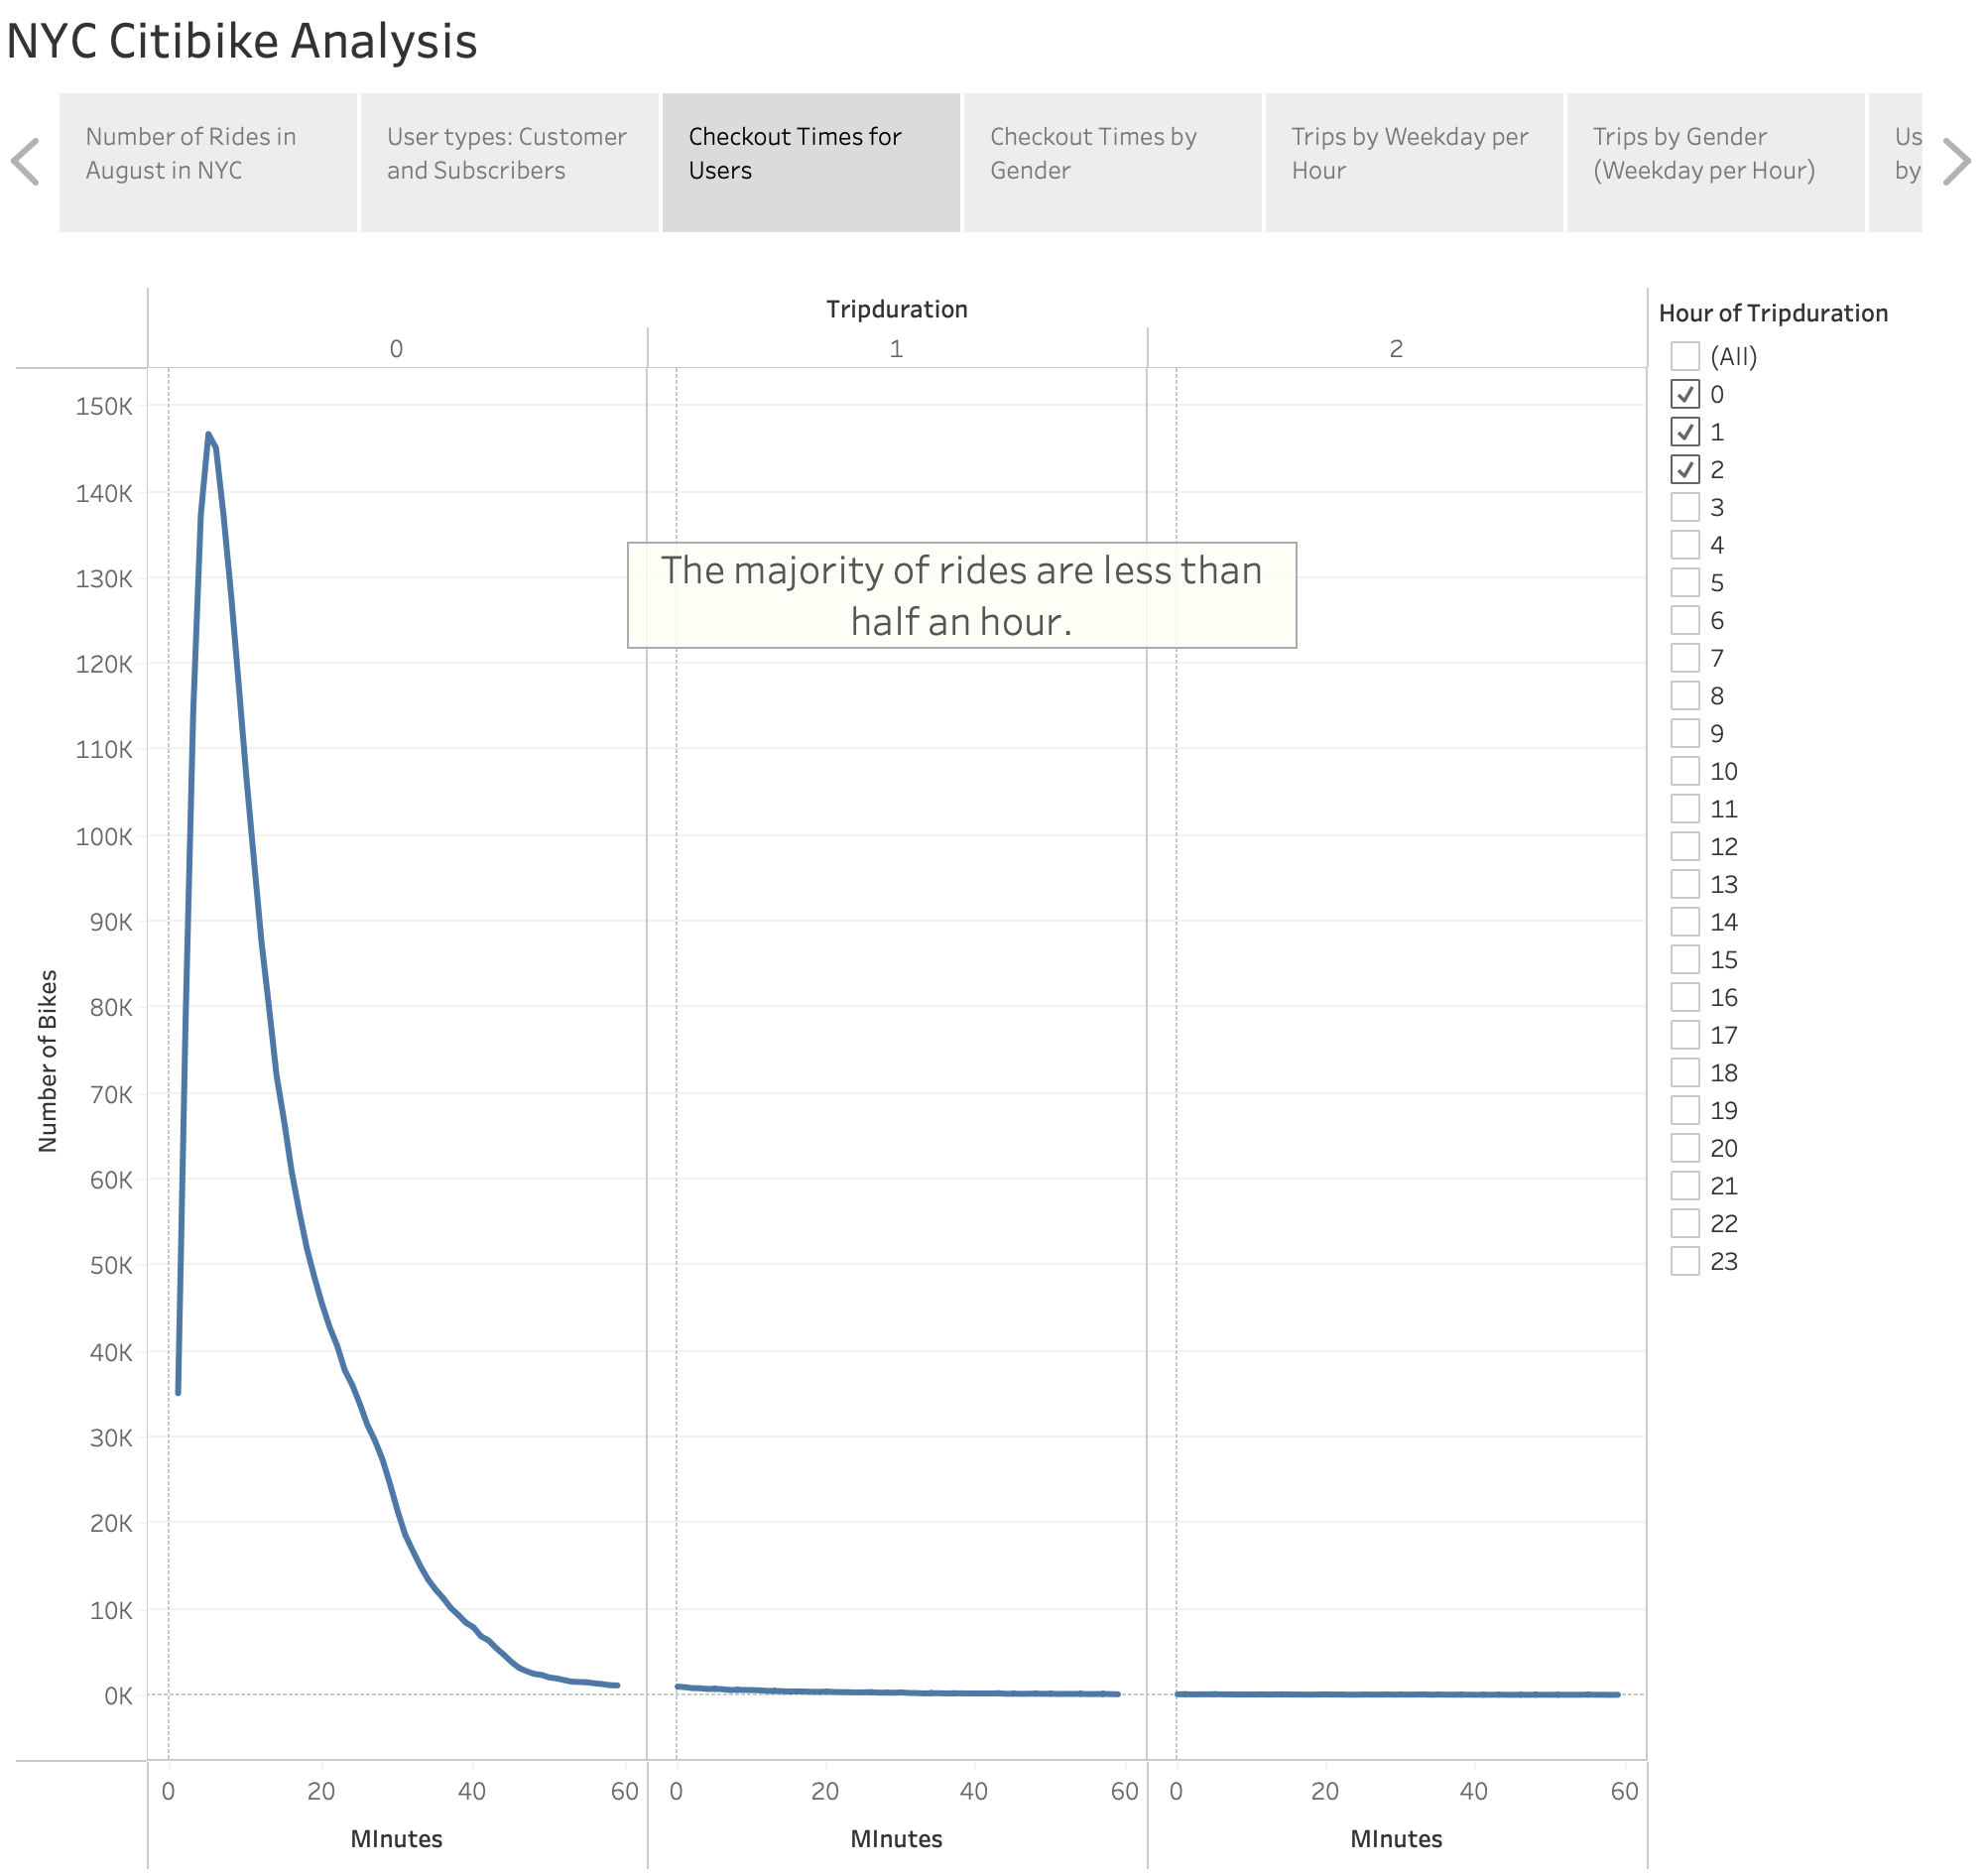 NYC Citibike Analysis
Number of Rides in
August in NYC
User types: Customer
and Subscribers
Checkout Times for
Users
Checkout Times by
Gender
Trips by Weekday per
Hour
Trips by Gender
(Weekday per Hour)
Us
by
Tripduration
0 1 2
150K
140K
130K
120K
110K
100K
90K
80K
70K
60K
50K
40K
30K
20K
10K
0K
Number of Bikes
The majority of rides are less than
half an hour.
0 20 40 60 0 20 40 60 0 20 40 60
MInutes MInutes MInutes
Hour of Tripduration
(All)
0
1
2
3
4
5
6
7
8
9
10
11
12
13
14
15
16
17
18
19
20
21
22
23